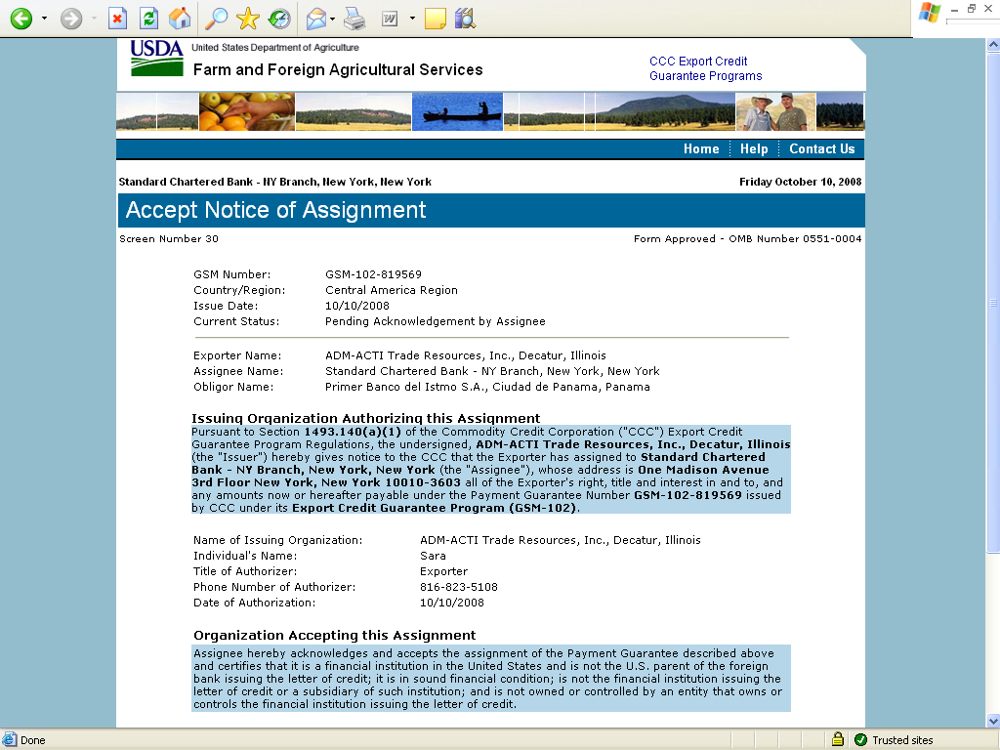 USDA
United States Department of Agriculture
Farm and Foreign Agricultural Services
CCC Export Credit
Guarantee Programs
Home Help Contact Us
Standard Chartered Bank - NY Branch, New York, New York Friday October 10, 2008
Accept Notice of Assignment
Screen Number 30 Form Approved - OMB Number 0551-0004
GSM Number: GSM-102-819569
Country/Region: Central America Region
Issue Date: 10/10/2008
Current Status: Pending Acknowledgement by Assignee
Exporter Name: ADM-ACTI Trade Resources, Inc., Decatur, Illinois
Assignee Name: Standard Chartered Bank - NY Branch, New York, New York
Obligor Name: Primer Banco del Istmo S.A., Ciudad de Panama, Panama
Issuing Organization Authorizing this Assignment
Pursuant to Section 1493.140(a)(1) of the Commodity Credit Corporation ("CCC") Export Credit
Guarantee Program Regulations, the undersigned, ADM-ACTI Trade Resources, Inc., Decatur, Illinois
(the "Issuer") hereby gives notice to the CCC that the Exporter has assigned to Standard Chartered
Bank - NY Branch, New York, New York (the "Assignee"), whose address is One Madison Avenue
3rd Floor New York, New York 10010-3603 all of the Exporter's right, title and interest in and to, and
any amounts now or hereafter payable under the Payment Guarantee Number GSM-102-819569 issued
by CCC under its Export Credit Guarantee Program (GSM-102).
Name of Issuing Organization: ADM-ACTI Trade Resources, Inc., Decatur, Illinois
Individual's Name: Sara
Title of Authorizer: Exporter
Phone Number of Authorizer: 816-823-5108
Date of Authorization: 10/10/2008
Organization Accepting this Assignment
Assignee hereby acknowledges and accepts the assignment of the Payment Guarantee described above
and certifies that it is a financial institution in the United States and is not the U.S. parent of the foreign
bank issuing the letter of credit; it is in sound financial condition; is not the financial institution issuing the
letter of credit or a subsidiary of such institution; and is not owned or controlled by an entity that owns or
controls the financial institution issuing the letter of credit.
Done Trusted sites